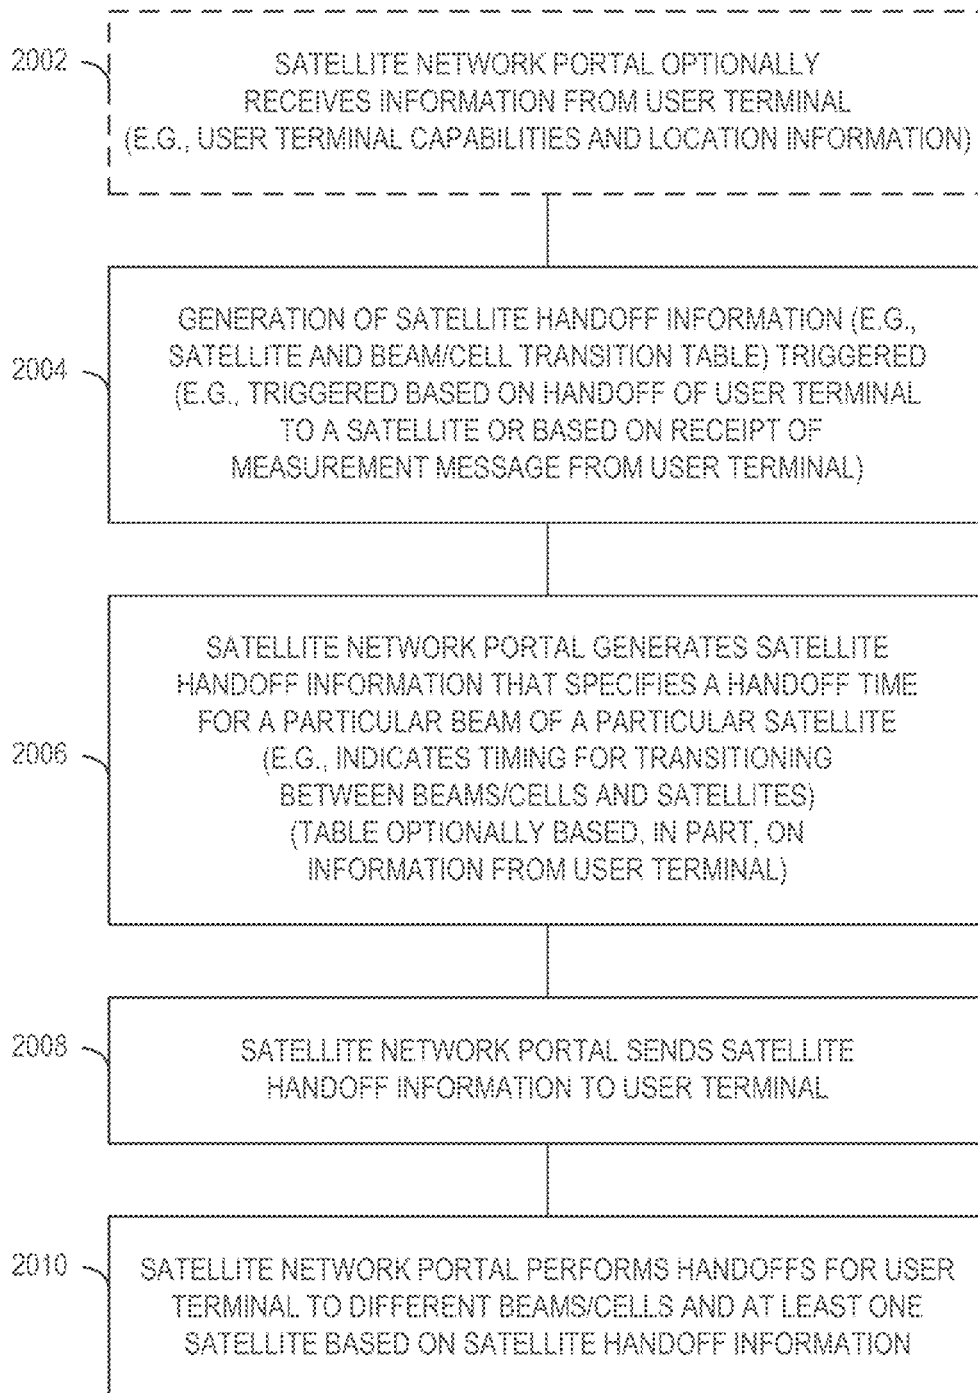 2002
SATELLITE NETWORK PORTAL OPTIONALLY
RECEIVES INFORMATION FROM USER TERMINAL
(E.G., USER TERMINAL CAPABILITIES AND LOCATION INFORMATION)
2004
GENERATION OF SATELLITE HANDOFF INFORMATION (E.G.,
SATELLITE AND BEAM/CELL TRANSITION TABLE) TRIGGERED
(E.G., TRIGGERED BASED ON HANDOFF OF USER TERMINAL
TO A SATELLITE OR BASED ON RECEIPT OF
MEASUREMENT MESSAGE FROM USER TERMINAL)
2006
SATELLITE NETWORK PORTAL GENERATES SATELLITE
HANDOFF INFORMATION THAT SPECIFIES A HANDOFF TIME
FOR A PARTICULAR BEAM OF A PARTICULAR SATELLITE
(E.G., INDICATES TIMING FOR TRANSITIONING
BETWEEN BEAMS/CELLS AND SATELLITES)
(TABLE OPTIONALLY BASED, IN PART, ON
INFORMATION FROM USER TERMINAL)
2008
SATELLITE NETWORK PORTAL SENDS SATELLITE
HANDOFF INFORMATION TO USER TERMINAL
2010
SATELLITE NETWORK PORTAL PERFORMS HANDOFFS FOR USER
TERMINAL TO DIFFERENT BEAMS/CELLS AND AT LEAST ONE
SATELLITE BASED ON SATELLITE HANDOFF INFORMATION